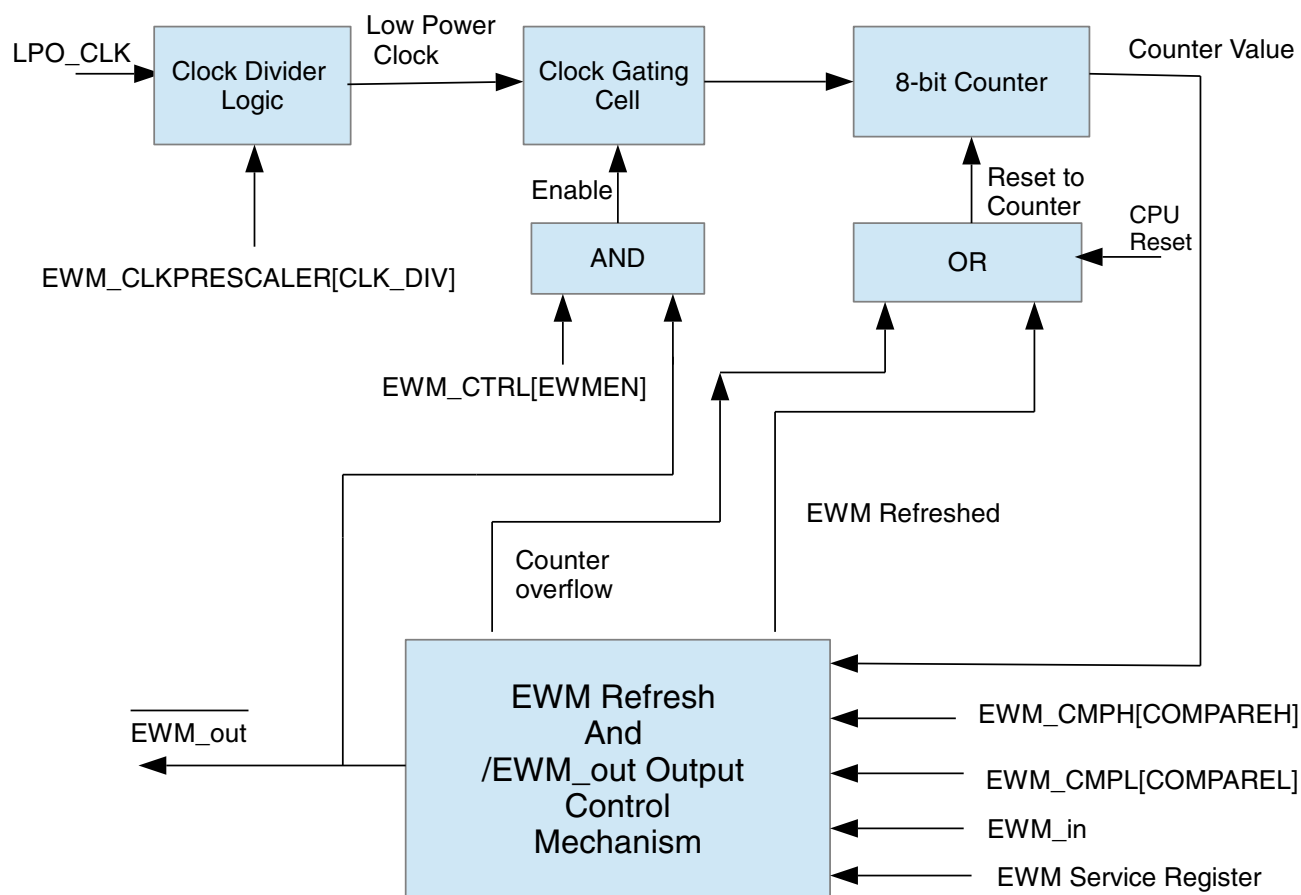 LPO_CLK
Clock Divider
Logic
Low Power
Clock
Clock Gating
Cell
8-bit Counter
Counter Value
Enable
Reset to
Counter
CPU
Reset
EWM_CLKPRESCALER[CLK_DIV]
AND
OR
EWM_CTRL[EWMEN]
EWM Refreshed
Counter
overflow
EWM_out
EWM Refresh
And
/EWM_out Output
Control
Mechanism
EWM_CMPH[COMPAREH]
EWM_CMPL[COMPAREL]
EWM_in
EWM Service Register